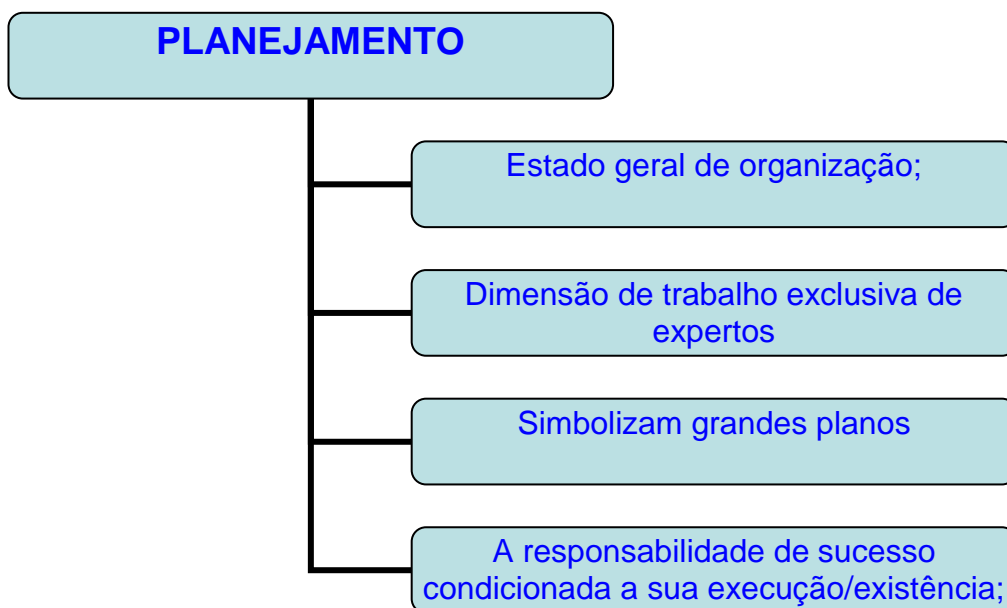 PLANEJAMENTO
Estado geral de organização;
Dimensão de trabalho exclusiva de
expertos
Simbolizam grandes planos
A responsabilidade de sucesso
condicionada a sua execução/existência;